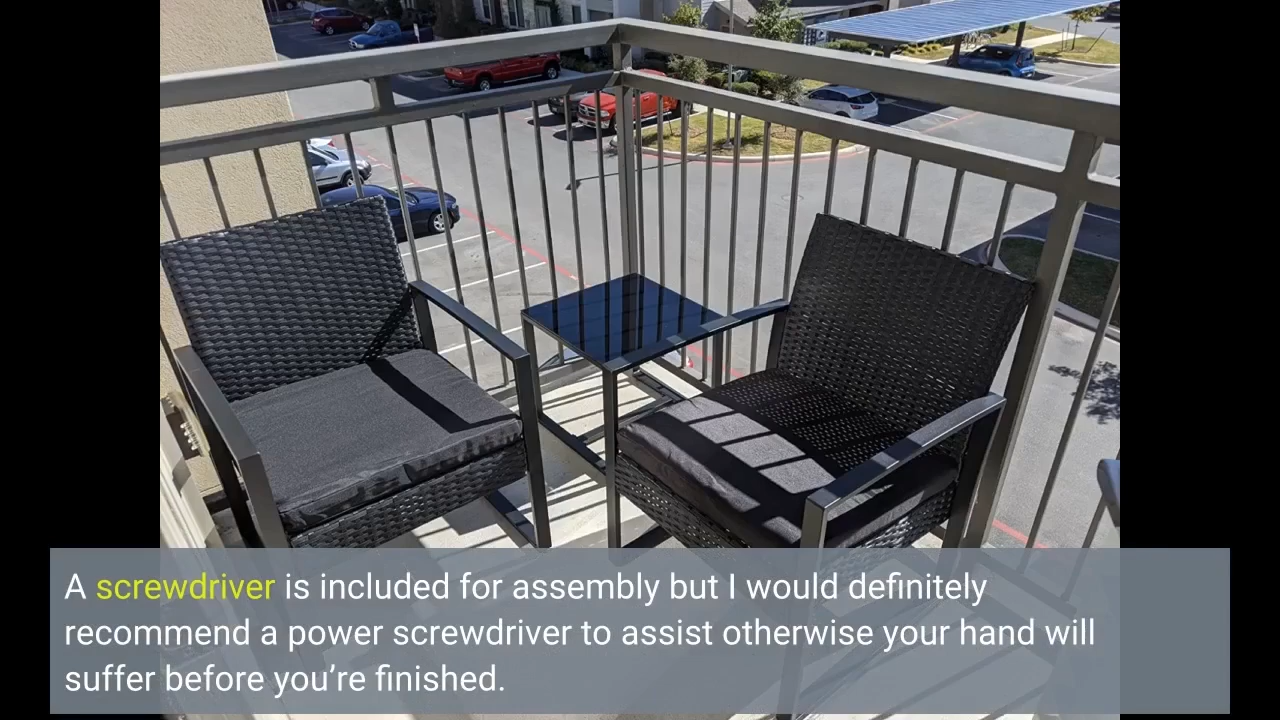 A screwdriver is included for assembly but I would definitely
recommend a power screwdriver to assist otherwise your hand will
suffer before you’re finished.